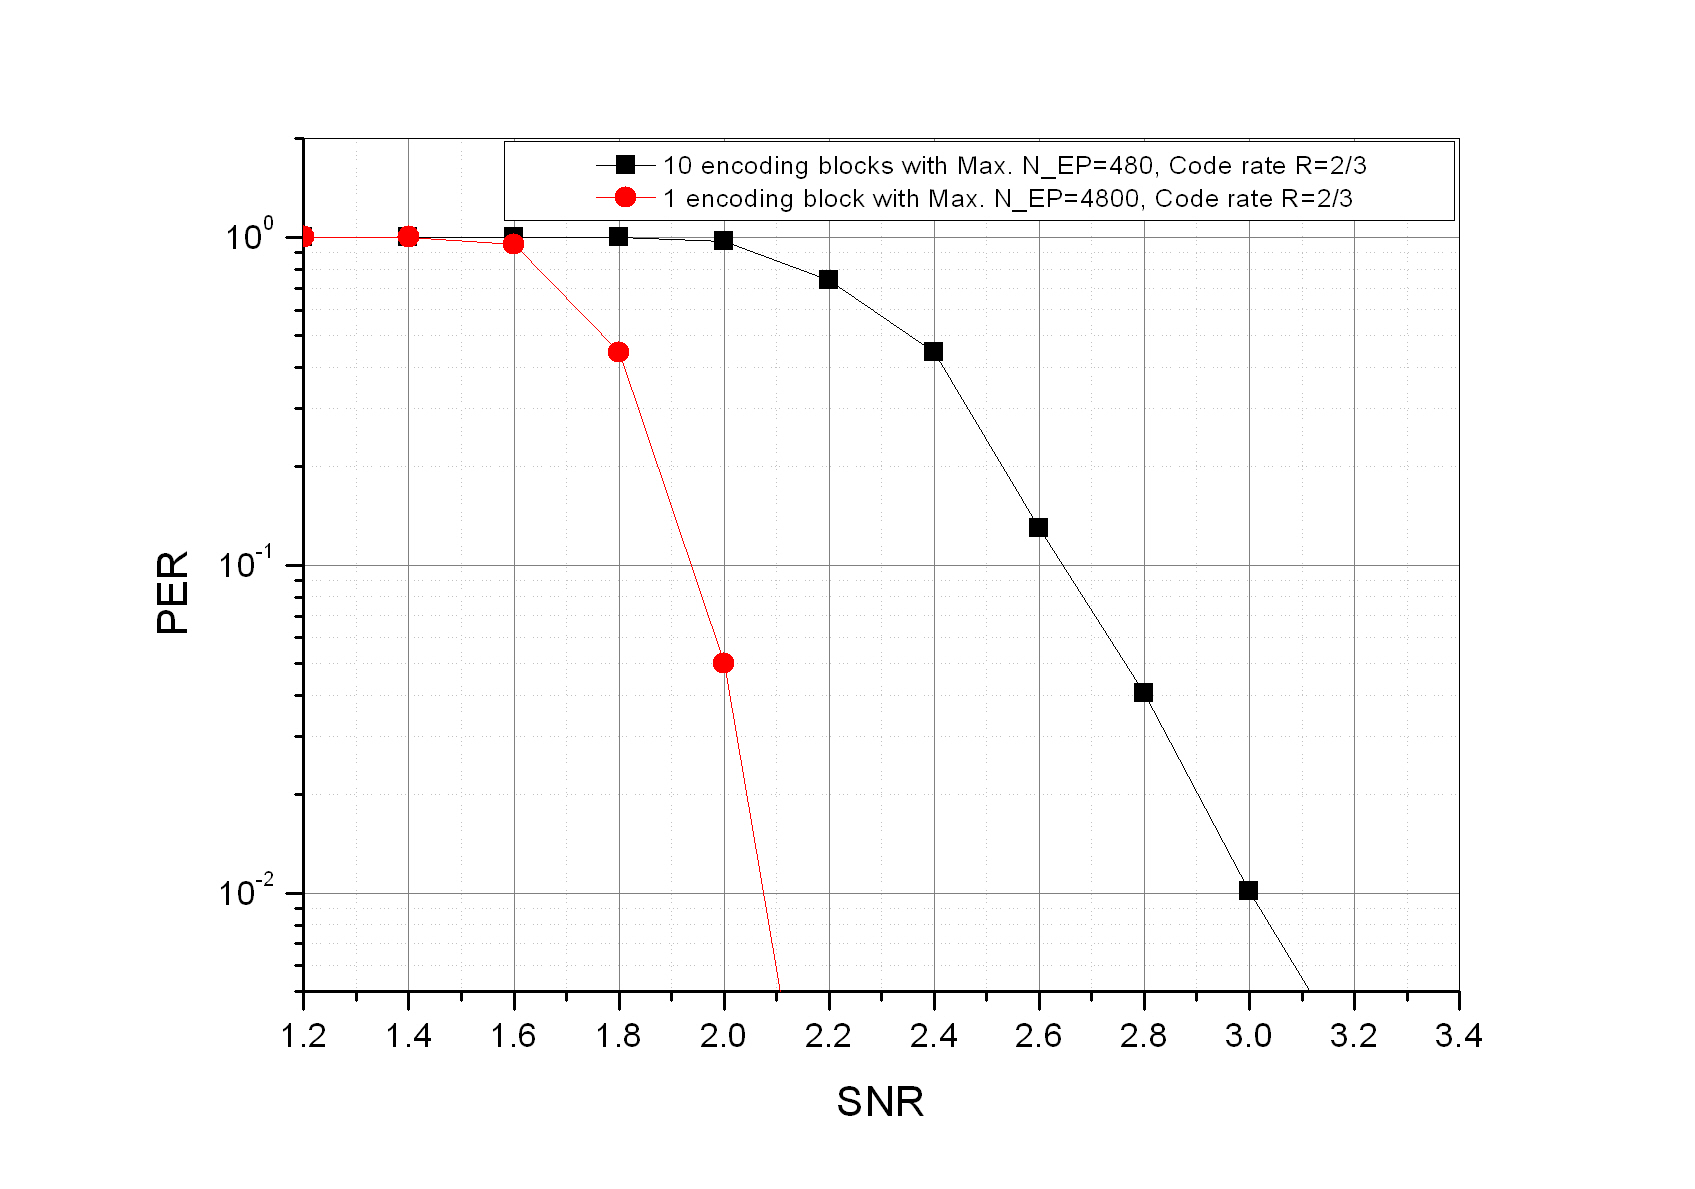 10 encoding blocks with Max. N_EP=480, Code rate R=2/3
1 encoding block with Max. N_EP=4800, Code rate R=2/3
10^0
10^-1
10^-2
PER
1.2 1.4 1.6 1.8 2.0 2.2 2.4 2.6 2.8 3.0 3.2 3.4
SNR